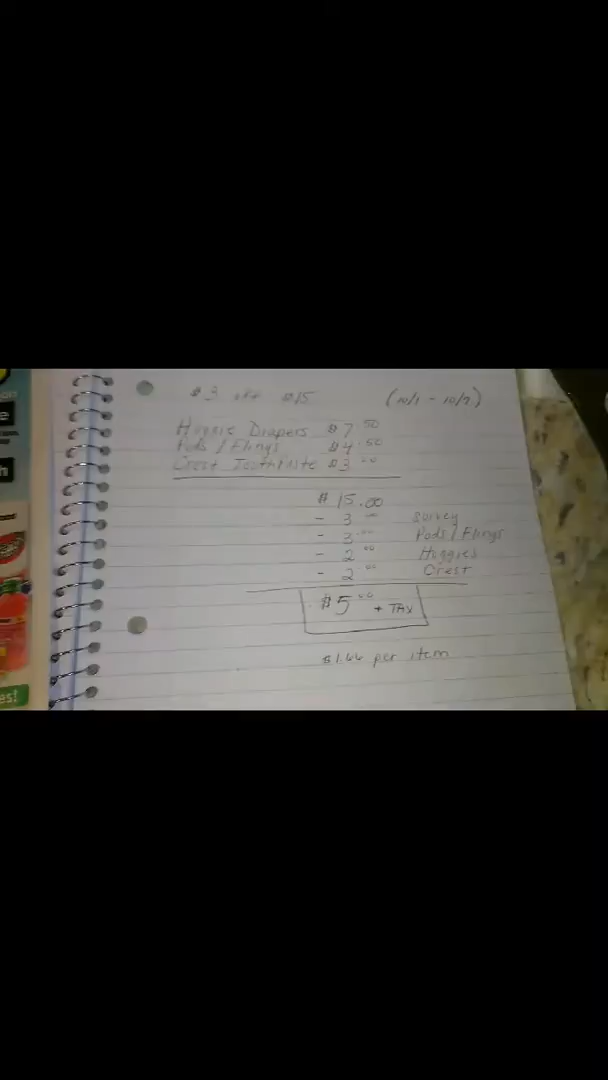 $3 off $15 (10/1 - 10/7)
Huggie Diapers $7.50
Pods / Flings $4.50
Crest Toothpaste $3.00
$15.00
- 3.00 Survey
- 3.00 Pods / Flings
- 2.00 Huggies
- 2.00 Crest
$5.00 + TAX
$1.66 per item
es!